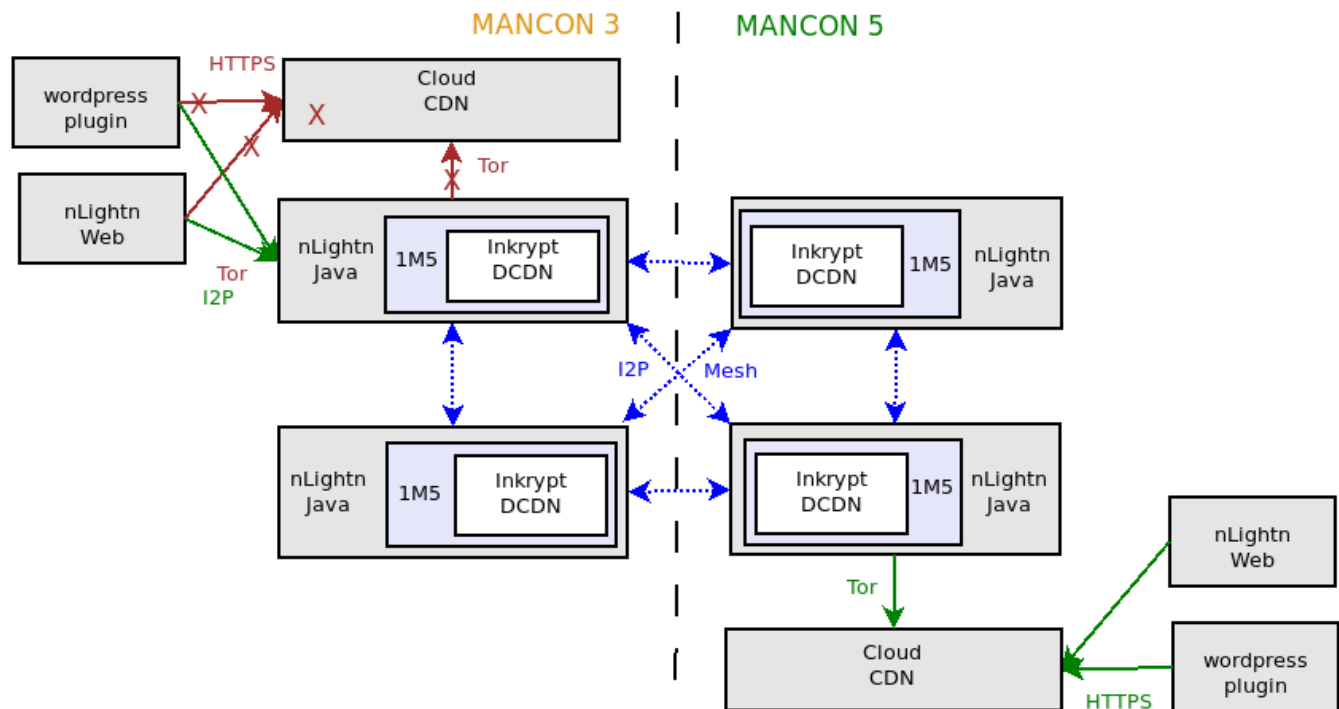 MANCON 3
MANCON 5
HTTPS
Cloud
CDN
X
wordpress
plugin
X
X
Tor
X
nLightn
Web
nLightn
Java
1M5
Inkrypt
DCDN
Inkrypt
DCDN
1M5
nLightn
Java
Tor
I2P
I2P
Mesh
nLightn
Java
1M5
Inkrypt
DCDN
Inkrypt
DCDN
1M5
nLightn
Java
nLightn
Web
Tor
Cloud
CDN
wordpress
plugin
HTTPS